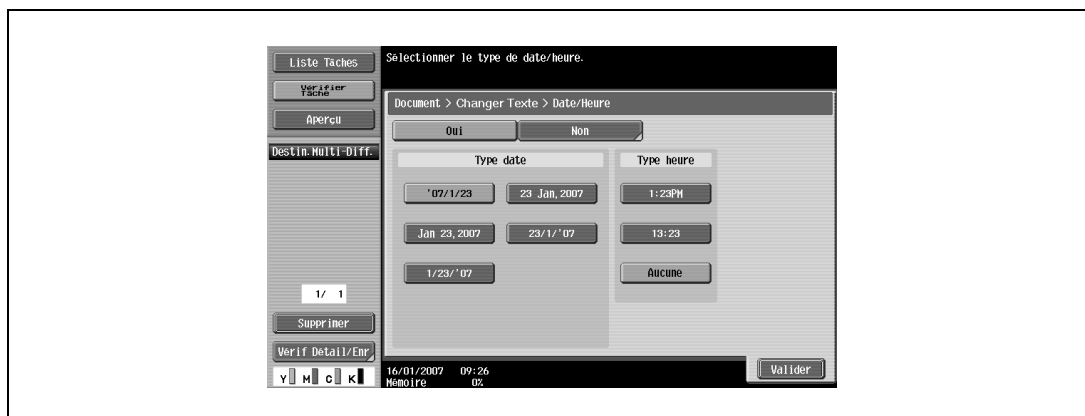 Liste Tâches
Vérifier
Tâche
Aperçu
Destin.Multi-Diff.
1/ 1
Supprimer
Vérif Détail/Enr
Y M C K
Sélectionner le type de date/heure.
Document > Changer Texte > Date/Heure
Oui Non
Type date Type heure
'07/1/23 23 Jan,2007 1:23PM
Jan 23,2007 23/1/'07 13:23
1/23/'07 Aucune
16/01/2007 09:26
Mémoire 0%
Valider